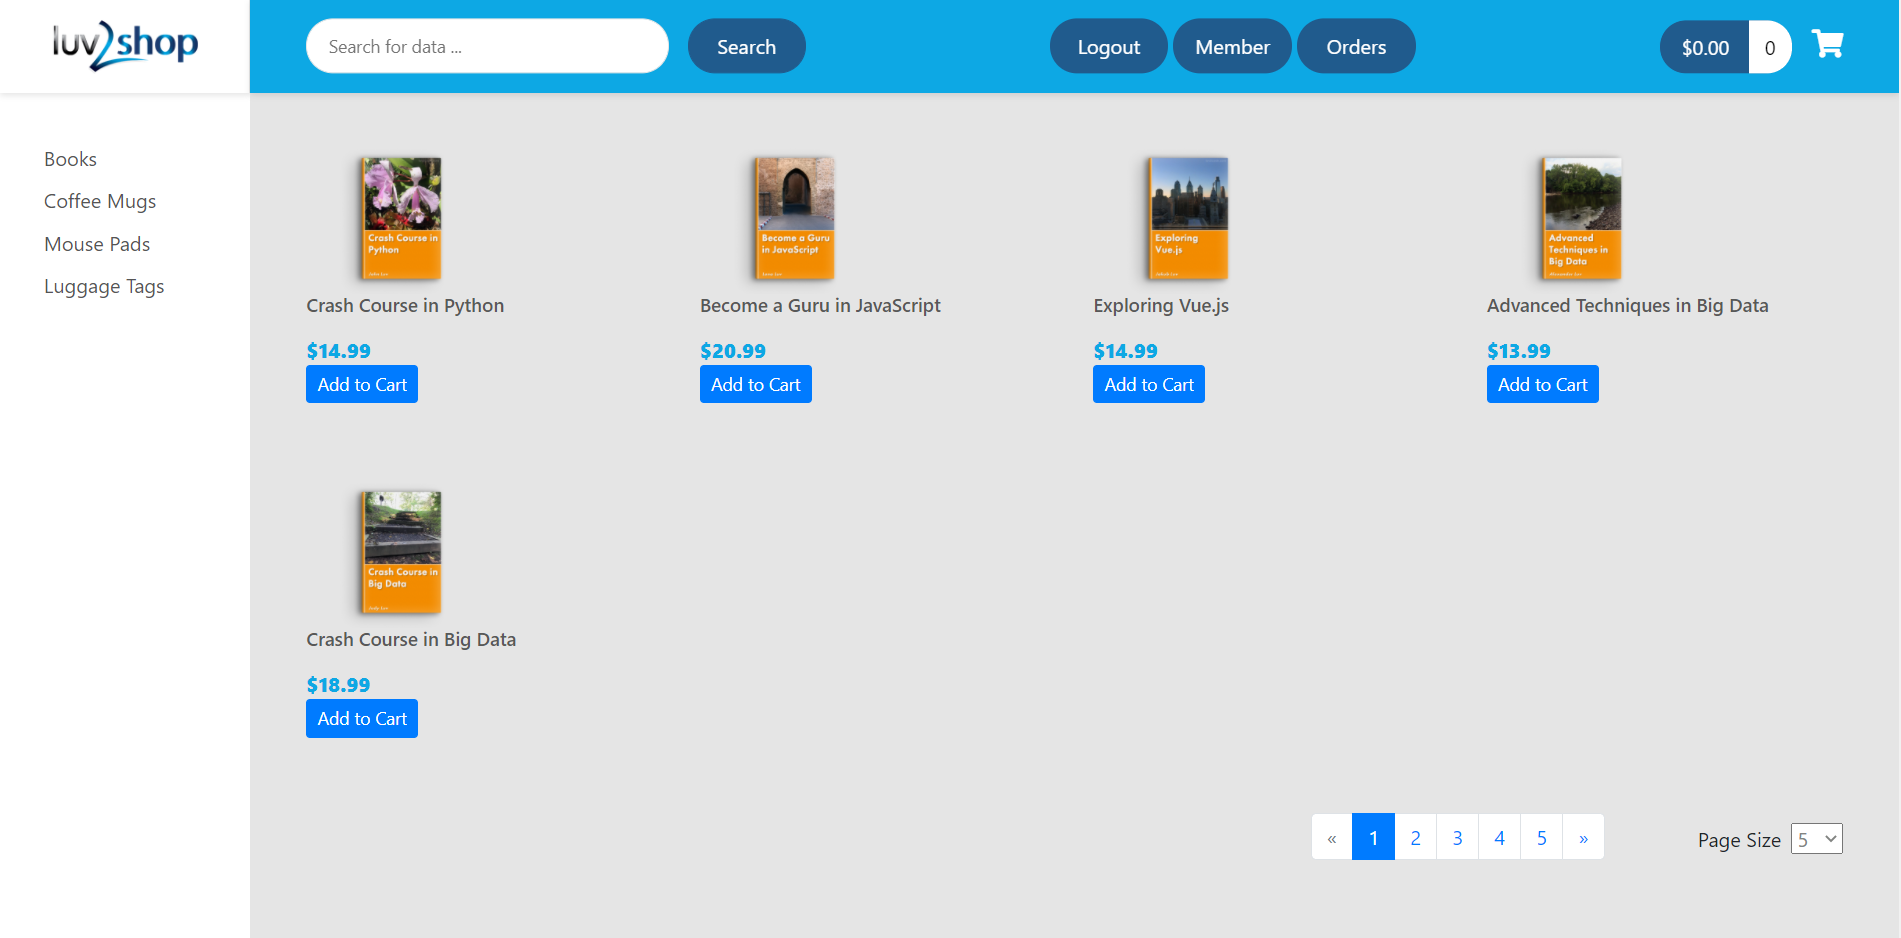 luv2shop
Search for data ...
Search
Logout
Member
Orders
$0.00
0
Books
Coffee Mugs
Mouse Pads
Luggage Tags
Crash Course in
Python
Crash Course in Python
$14.99
Add to Cart
Become a Guru
in JavaScript
Become a Guru in JavaScript
$20.99
Add to Cart
Exploring
Vue.js
Exploring Vue.js
$14.99
Add to Cart
Advanced
Techniques in
Big Data
Advanced Techniques in Big Data
$13.99
Add to Cart
Crash Course in
Big Data
Crash Course in Big Data
$18.99
Add to Cart
«
1
2
3
4
5
»
Page Size
5